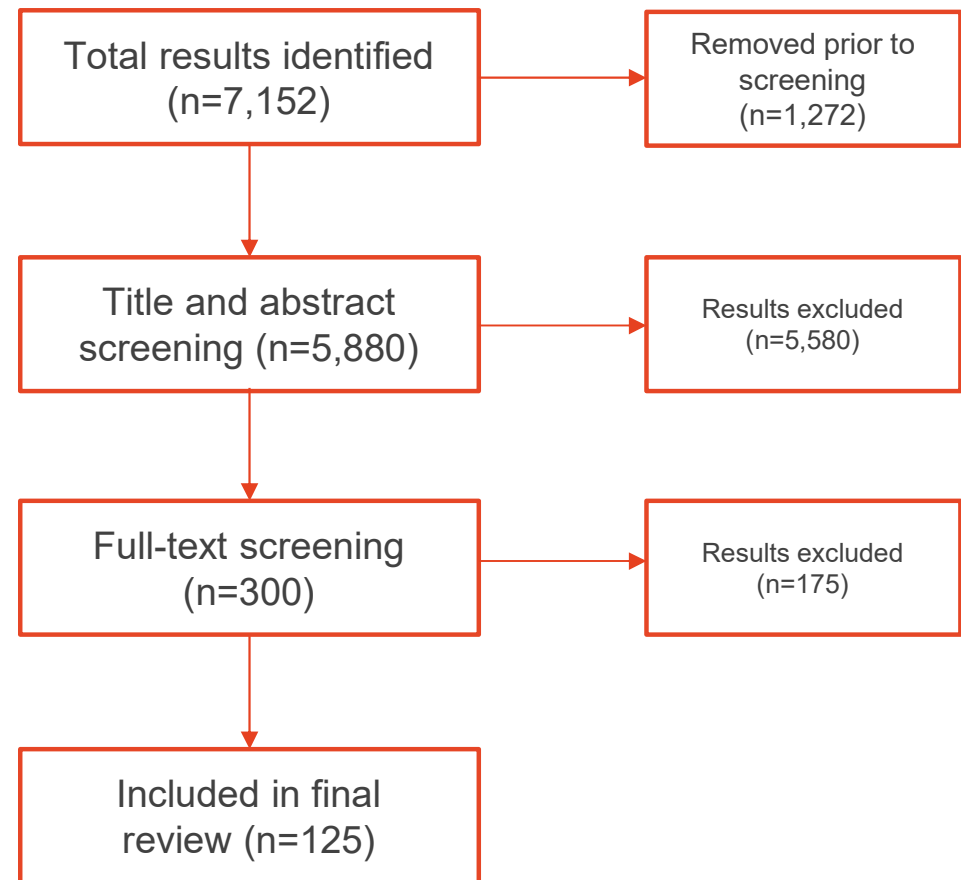 Total results identified
(n=7,152)
Removed prior to
screening
(n=1,272)
Title and abstract
screening (n=5,880)
Results excluded
(n=5,580)
Full-text screening
(n=300)
Results excluded
(n=175)
Included in final
review (n=125)